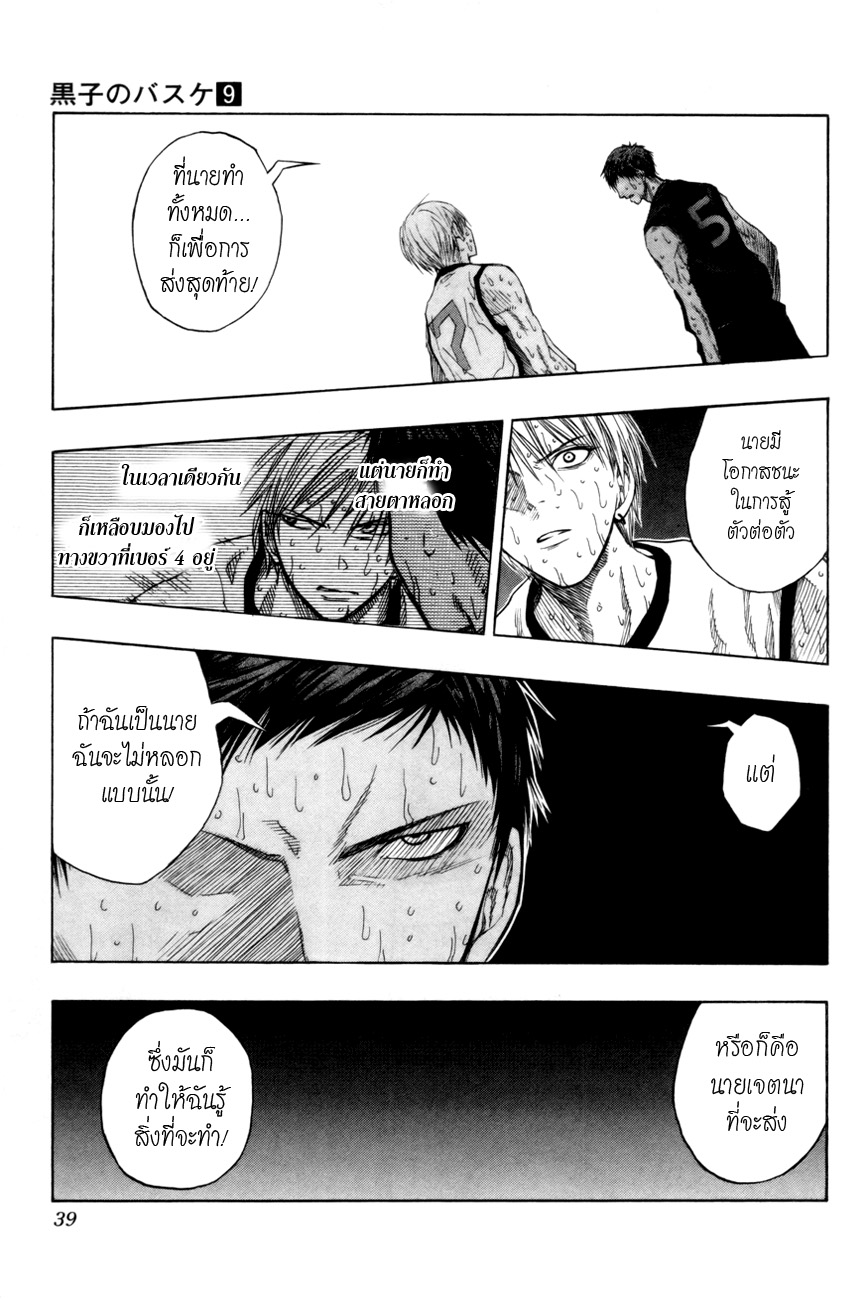 黒子のバスケ 9
ที่นายทำ
ทั้งหมด...
ก็เพื่อการ
ส่งสุดท้าย!
5
7
นายมี
โอกาสชนะ
ในการสู้
ตัวต่อตัว
แต่นายก็ทำ
สายตาหลอก
ในเวลาเดียวกัน
ก็เหลือบมองไป
ทางขวาที่เบอร์ 4 อยู่
แต่
ถ้าฉันเป็นนาย
ฉันจะไม่หลอก
แบบนั้น!
หรือก็คือ
นายเจตนา
ที่จะส่ง
ซึ่งมันก็
ทำให้ฉันรู้
สิ่งที่จะทำ!
39